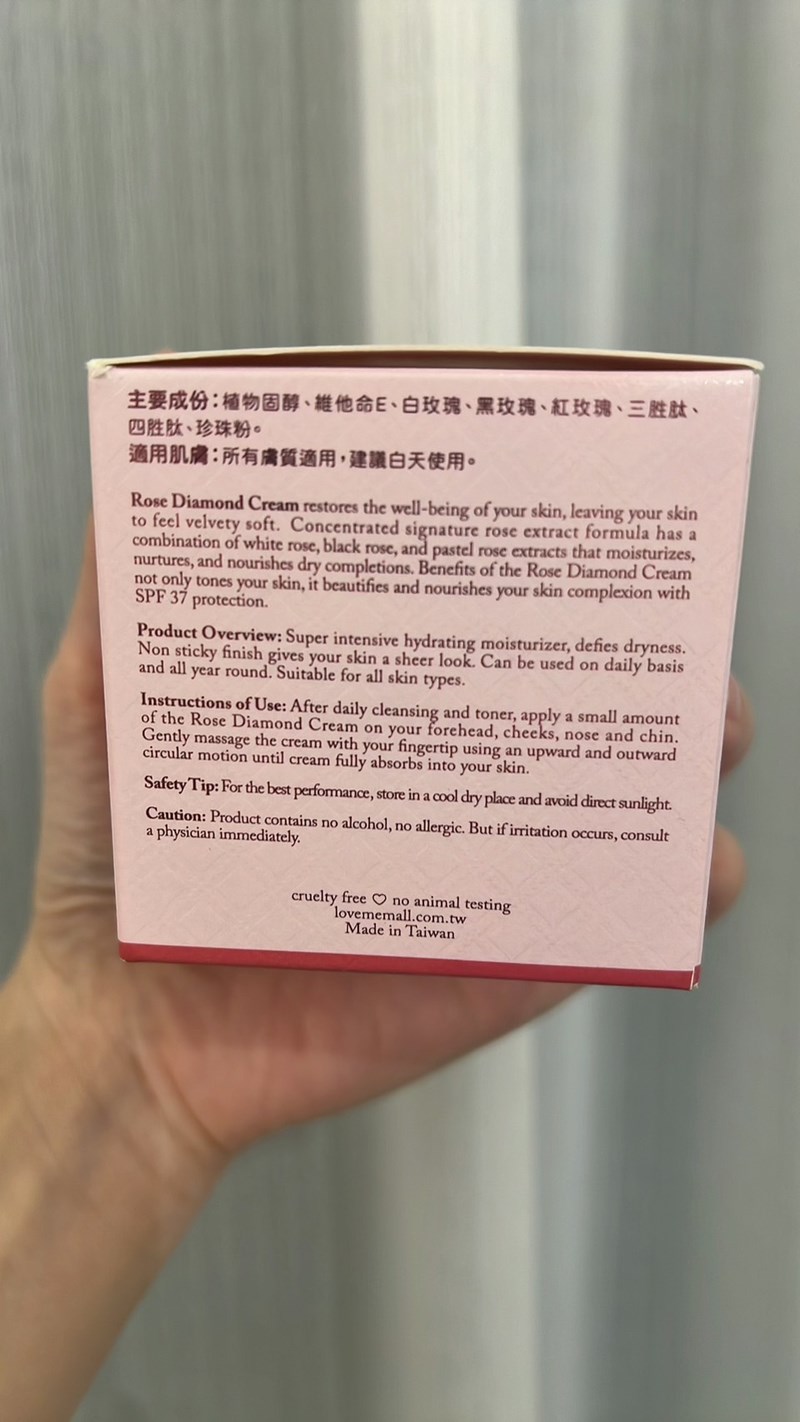 主要成份：植物固醇、維他命E、白玫瑰、黑玫瑰、紅玫瑰、三胜肽、
四胜肽、珍珠粉。
適用肌膚：所有膚質適用，建議白天使用。
Rose Diamond Cream restores the well-being of your skin, leaving your skin
to feel velvety soft. Concentrated signature rose extract formula has a
combination of white rose, black rose, and pastel rose extracts that moisturizes,
nurtures, and nourishes dry completions. Benefits of the Rose Diamond Cream
not only tones your skin, it beautifies and nourishes your skin complexion with
SPF 37 protection.
Product Overview: Super intensive hydrating moisturizer, defies dryness.
Non sticky finish gives your skin a sheer look. Can be used on daily basis
and all year round. Suitable for all skin types.
Instructions of Use: After daily cleansing and toner, apply a small amount
of the Rose Diamond Cream on your forehead, cheeks, nose and chin.
Gently massage the cream with your fingertip using an upward and outward
circular motion until cream fully absorbs into your skin.
Safety Tip: For the best performance, store in a cool dry place and avoid direct sunlight.
Caution: Product contains no alcohol, no allergic. But if irritation occurs, consult
a physician immediately.
cruelty free ♡ no animal testing
lovememall.com.tw
Made in Taiwan